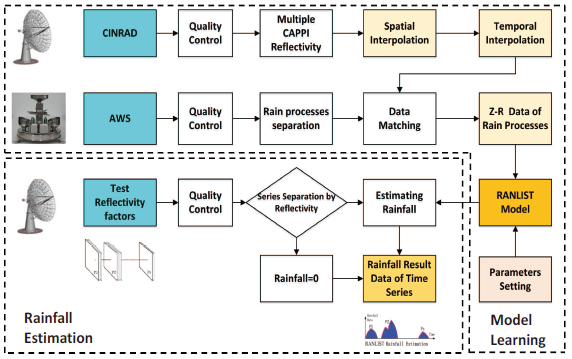 CINRAD
Quality
Control
Multiple
CAPPI
Reflectivity
Spatial
Interpolation
Temporal
Interpolation
AWS
Quality
Control
Rain processes
separation
Data
Matching
Z-R Data of
Rain Processes
Test
Reflectivity
factors
Quality
Control
Series Separation by
Reflectivity
Estimating
Rainfall
RANLIST
Model
Rainfall=0
Rainfall Result
Data of Time
Series
Parameters
Setting
Rainfall
Estimation
RANLIST Rainfall Estimation
Model
Learning